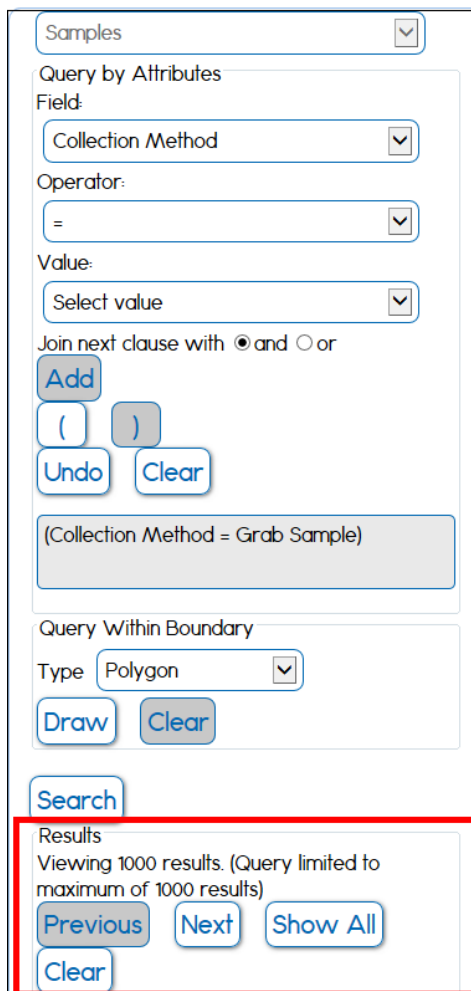 Samples
Query by Attributes
Field:
Collection Method
Operator:
=
Value:
Select value
Join next clause with and or
Add
( )
Undo Clear
(Collection Method = Grab Sample)
Query Within Boundary
Type Polygon
Draw Clear
Search
Results
Viewing 1000 results. (Query limited to
maximum of 1000 results)
Previous Next Show All
Clear